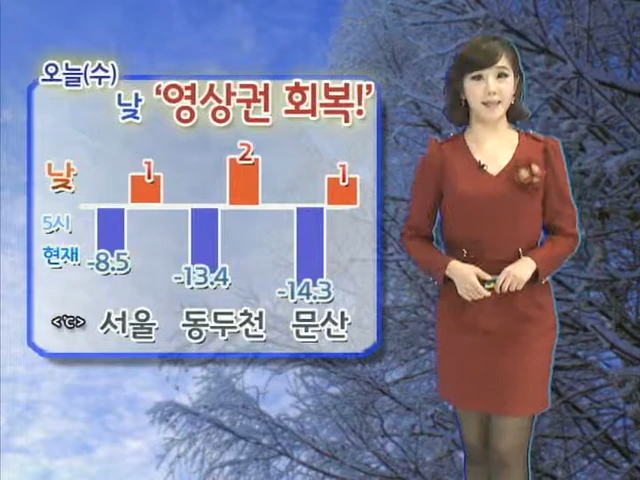 오늘(수)
낮 '영상권 회복!'
낮 1 2 1
5시
현재 -8.5 -13.4 -14.3
<℃> 서울 동두천 문산